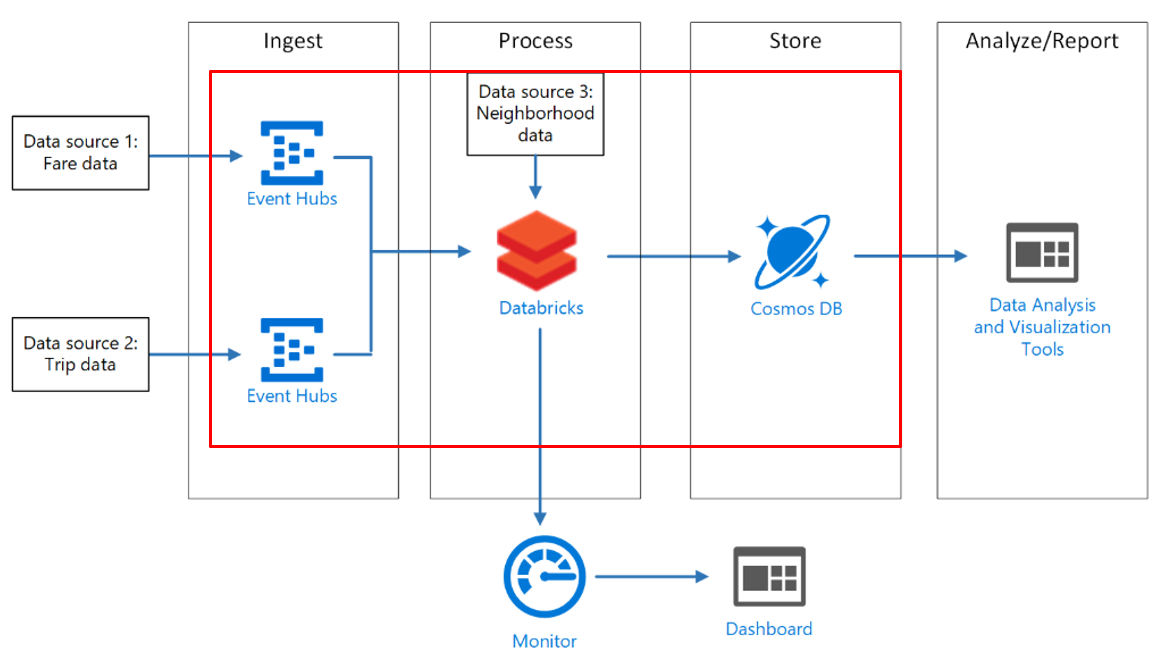 Ingest
Process
Store
Analyze/Report
Data source 1:
Fare data
Event Hubs
Data source 3:
Neighborhood
data
Data source 2:
Trip data
Event Hubs
Databricks
Cosmos DB
Data Analysis
and Visualization
Tools
Monitor
Dashboard